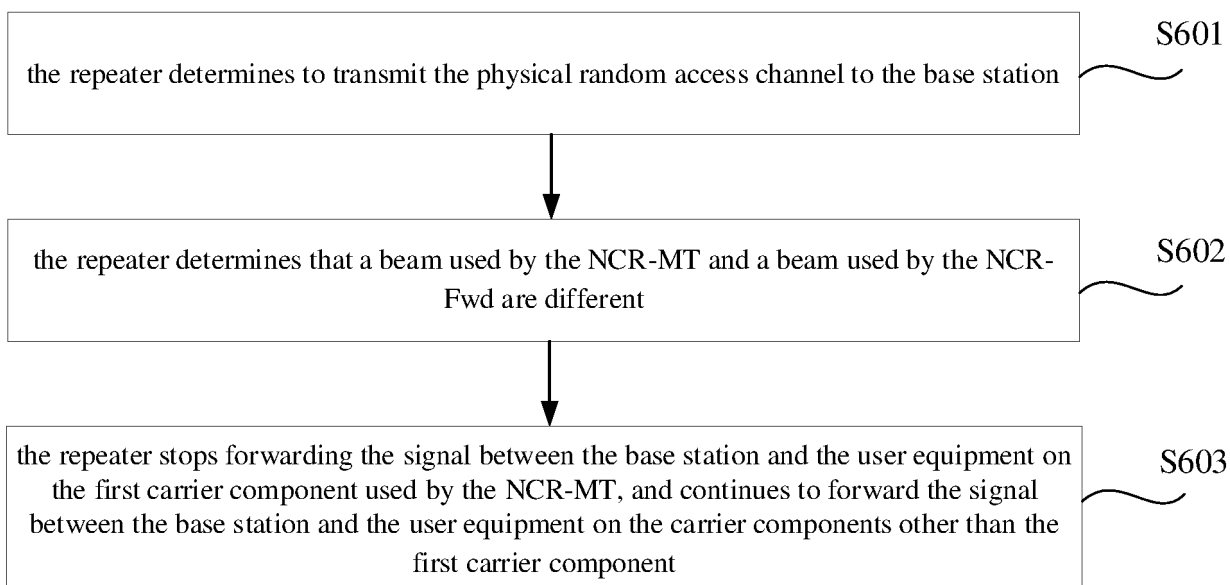 S601
the repeater determines to transmit the physical random access channel to the base station
S602
the repeater determines that a beam used by the NCR-MT and a beam used by the NCR-
Fwd are different
S603
the repeater stops forwarding the signal between the base station and the user equipment on
the first carrier component used by the NCR-MT, and continues to forward the signal
between the base station and the user equipment on the carrier components other than the
first carrier component